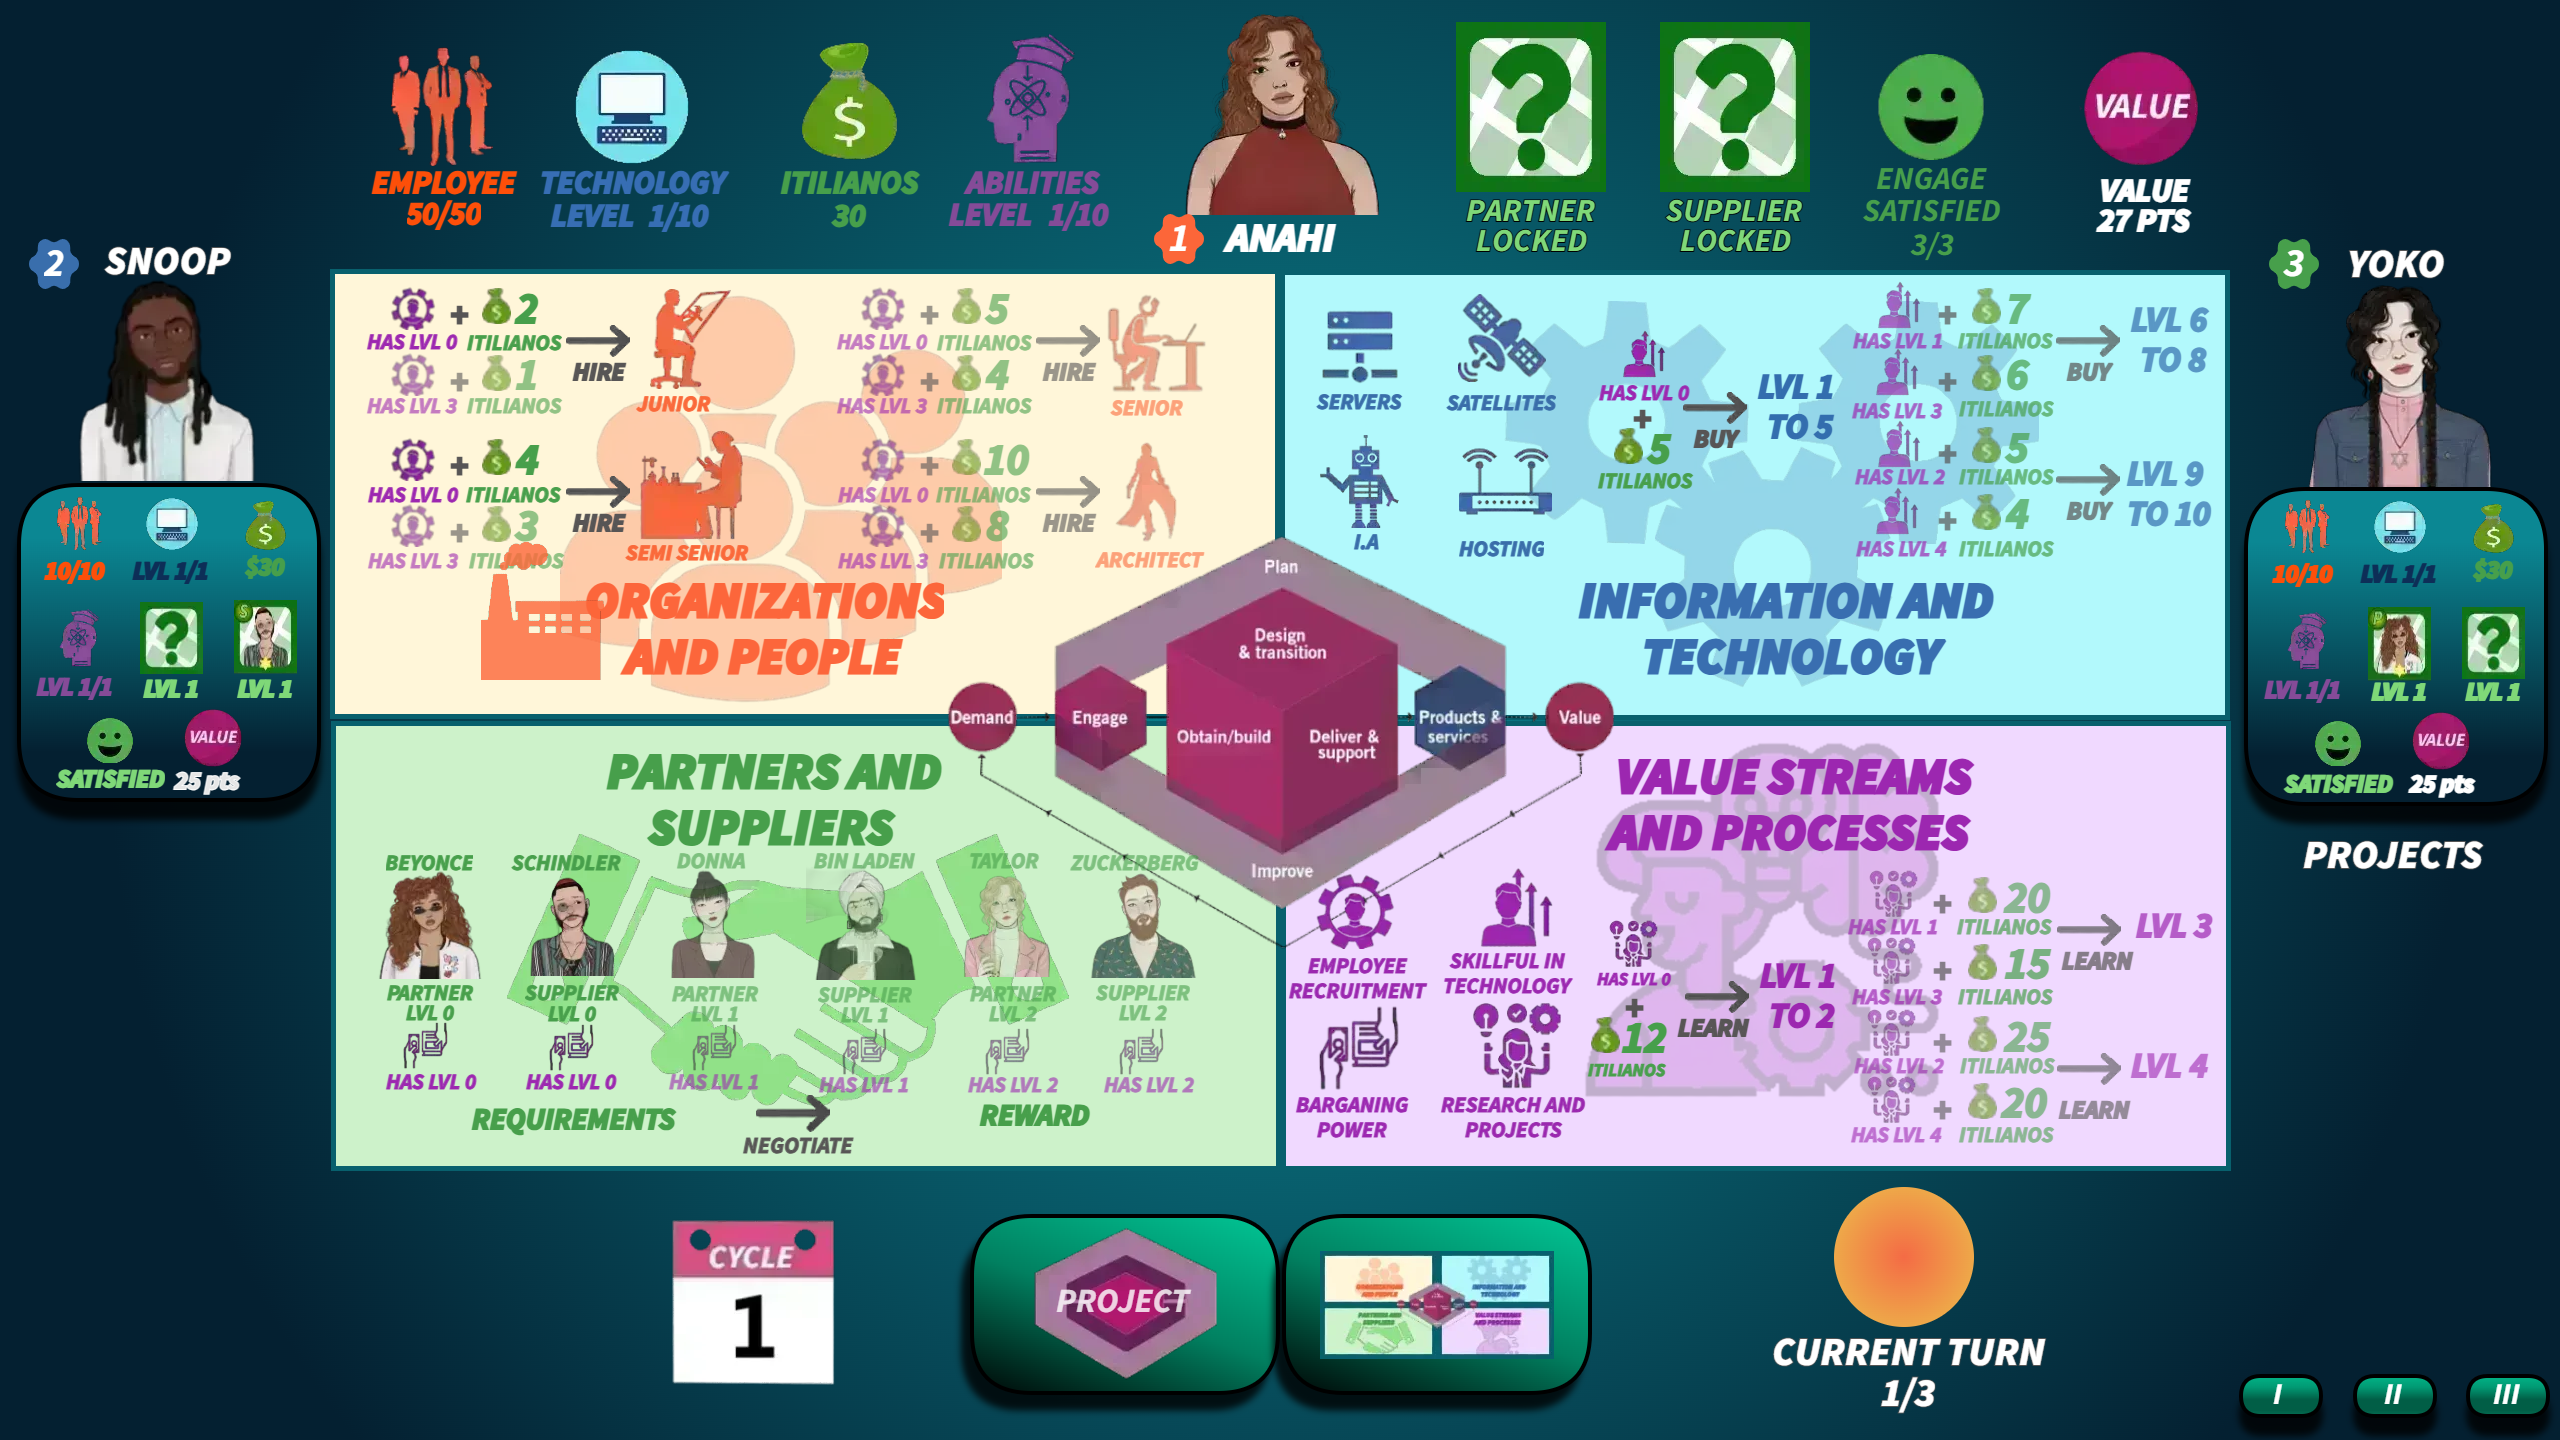 EMPLOYEE
50/50
TECHNOLOGY
LEVEL 1/10
$
ITILIANOS
30
ABILITIES
LEVEL 1/10
1 ANAHI
?
PARTNER
LOCKED
?
SUPPLIER
LOCKED
ENGAGE
SATISFIED
3/3
VALUE
VALUE
27 PTS
2 SNOOP
10/10
LVL 1/1
$
$30
LVL 1/1
?
LVL 1
$
LVL 1
SATISFIED
VALUE
25 pts
3 YOKO
10/10
LVL 1/1
$
$30
LVL 1/1
LVL 1
?
LVL 1
SATISFIED
VALUE
25 pts
PROJECTS
HAS LVL 0 + $2 ITILIANOS
HAS LVL 3 + $1 ITILIANOS
HIRE
JUNIOR
HAS LVL 0 + $5 ITILIANOS
HAS LVL 3 + $4 ITILIANOS
HIRE
SENIOR
HAS LVL 0 + $4 ITILIANOS
HAS LVL 3 + $3 ITILIANOS
HIRE
SEMI SENIOR
HAS LVL 0 + $10 ITILIANOS
HAS LVL 3 + $8 ITILIANOS
HIRE
ARCHITECT
ORGANIZATIONS
AND PEOPLE
SERVERS
SATELLITES
I.A
HOSTING
HAS LVL 0
+
$5
ITILIANOS
BUY
LVL 1
TO 5
HAS LVL 1 + $7 ITILIANOS
HAS LVL 3 + $6 ITILIANOS
BUY
LVL 6
TO 8
HAS LVL 2 + $5 ITILIANOS
HAS LVL 4 + $4 ITILIANOS
BUY
LVL 9
TO 10
INFORMATION AND
TECHNOLOGY
Plan
Design
& transition
Demand
Engage
Obtain/build
Deliver &
support
Products &
services
Value
Improve
PARTNERS AND
SUPPLIERS
BEYONCE
PARTNER
LVL 0
HAS LVL 0
SCHINDLER
SUPPLIER
LVL 0
HAS LVL 0
DONNA
PARTNER
LVL 1
HAS LVL 1
BIN LADEN
SUPPLIER
LVL 1
HAS LVL 1
TAYLOR
PARTNER
LVL 2
HAS LVL 2
ZUCKERBERG
SUPPLIER
LVL 2
HAS LVL 2
REQUIREMENTS
NEGOTIATE
REWARD
VALUE STREAMS
AND PROCESSES
EMPLOYEE
RECRUITMENT
SKILLFUL IN
TECHNOLOGY
BARGANING
POWER
RESEARCH AND
PROJECTS
HAS LVL 0
+
$12
ITILIANOS
LEARN
LVL 1
TO 2
HAS LVL 1 + $20 ITILIANOS
HAS LVL 3 + $15 ITILIANOS
LEARN
LVL 3
HAS LVL 2 + $25 ITILIANOS
HAS LVL 4 + $20 ITILIANOS
LEARN
LVL 4
CYCLE
1
PROJECT
ORGANIZATIONS
AND PEOPLE
INFORMATION AND
TECHNOLOGY
PARTNERS AND
SUPPLIERS
VALUE STREAMS
AND PROCESSES
CURRENT TURN
1/3
I
II
III